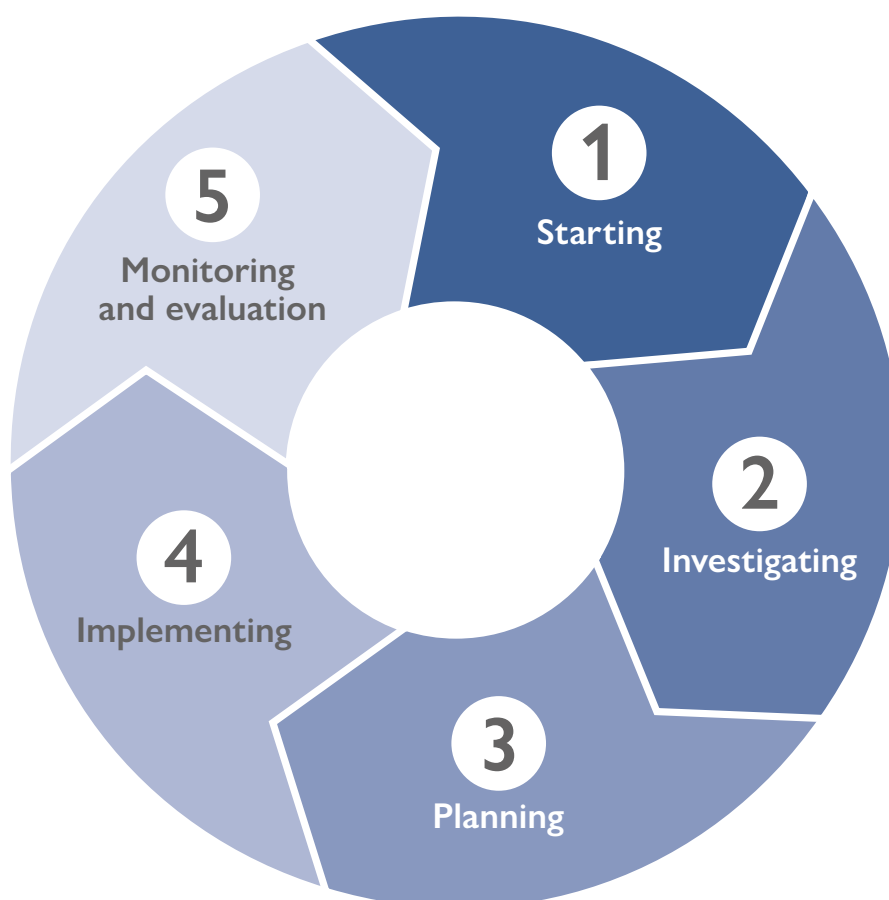 1
Starting
2
Investigating
3
Planning
4
Implementing
5
Monitoring
and evaluation